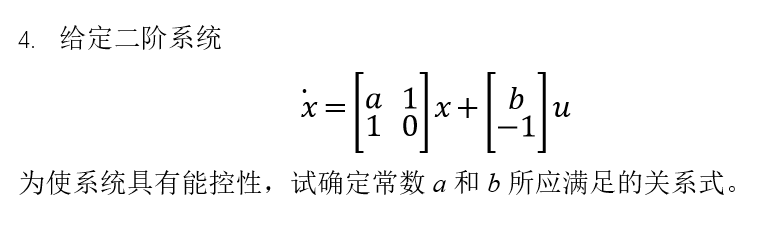 4. 给定二阶系统
ẋ = [a 1; 1 0] x + [b; −1] u
为使系统具有能控性，试确定常数 a 和 b 所应满足的关系式。